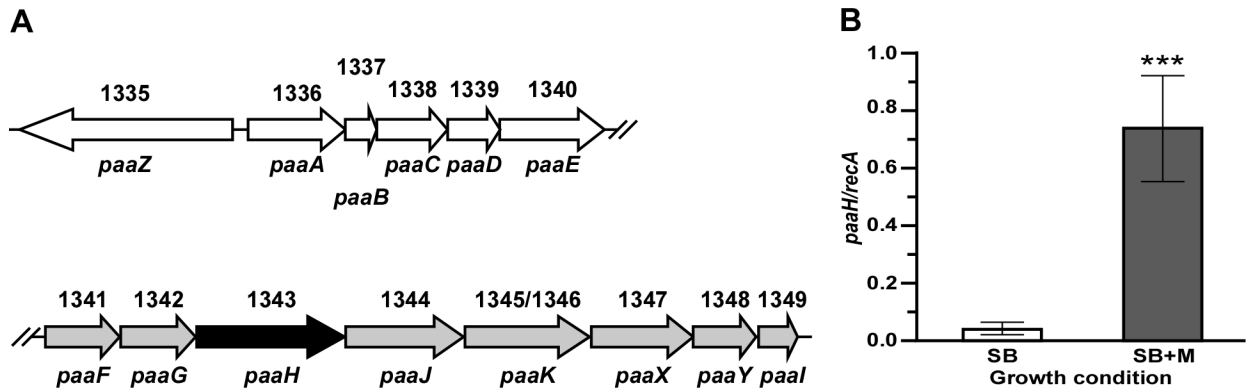 A
1335 1336 1337 1338 1339 1340
paaZ paaA paaB paaC paaD paaE
1341 1342 1343 1344 1345/1346 1347 1348 1349
paaF paaG paaH paaJ paaK paaX paaY paaI
B
1.0
***
0.8
0.6
0.4
0.2
0.0
paaH/recA
SB SB+M
Growth condition